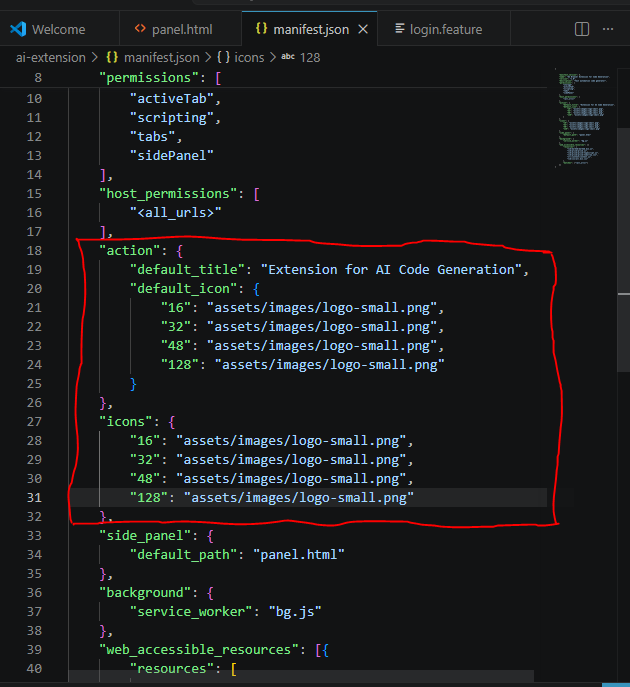 Welcome
<> panel.html
{} manifest.json
login.feature
ai-extension > {} manifest.json > {} icons > abc 128
8 "permissions": [
10 "activeTab",
11 "scripting",
12 "tabs",
13 "sidePanel"
14 ],
15 "host_permissions": [
16 "<all_urls>"
17 ],
18 "action": {
19 "default_title": "Extension for AI Code Generation",
20 "default_icon": {
21 "16": "assets/images/logo-small.png",
22 "32": "assets/images/logo-small.png",
23 "48": "assets/images/logo-small.png",
24 "128": "assets/images/logo-small.png"
25 }
26 },
27 "icons": {
28 "16": "assets/images/logo-small.png",
29 "32": "assets/images/logo-small.png",
30 "48": "assets/images/logo-small.png",
31 "128": "assets/images/logo-small.png"
32 },
33 "side_panel": {
34 "default_path": "panel.html"
35 },
36 "background": {
37 "service_worker": "bg.js"
38 },
39 "web_accessible_resources": [{
40 "resources": [